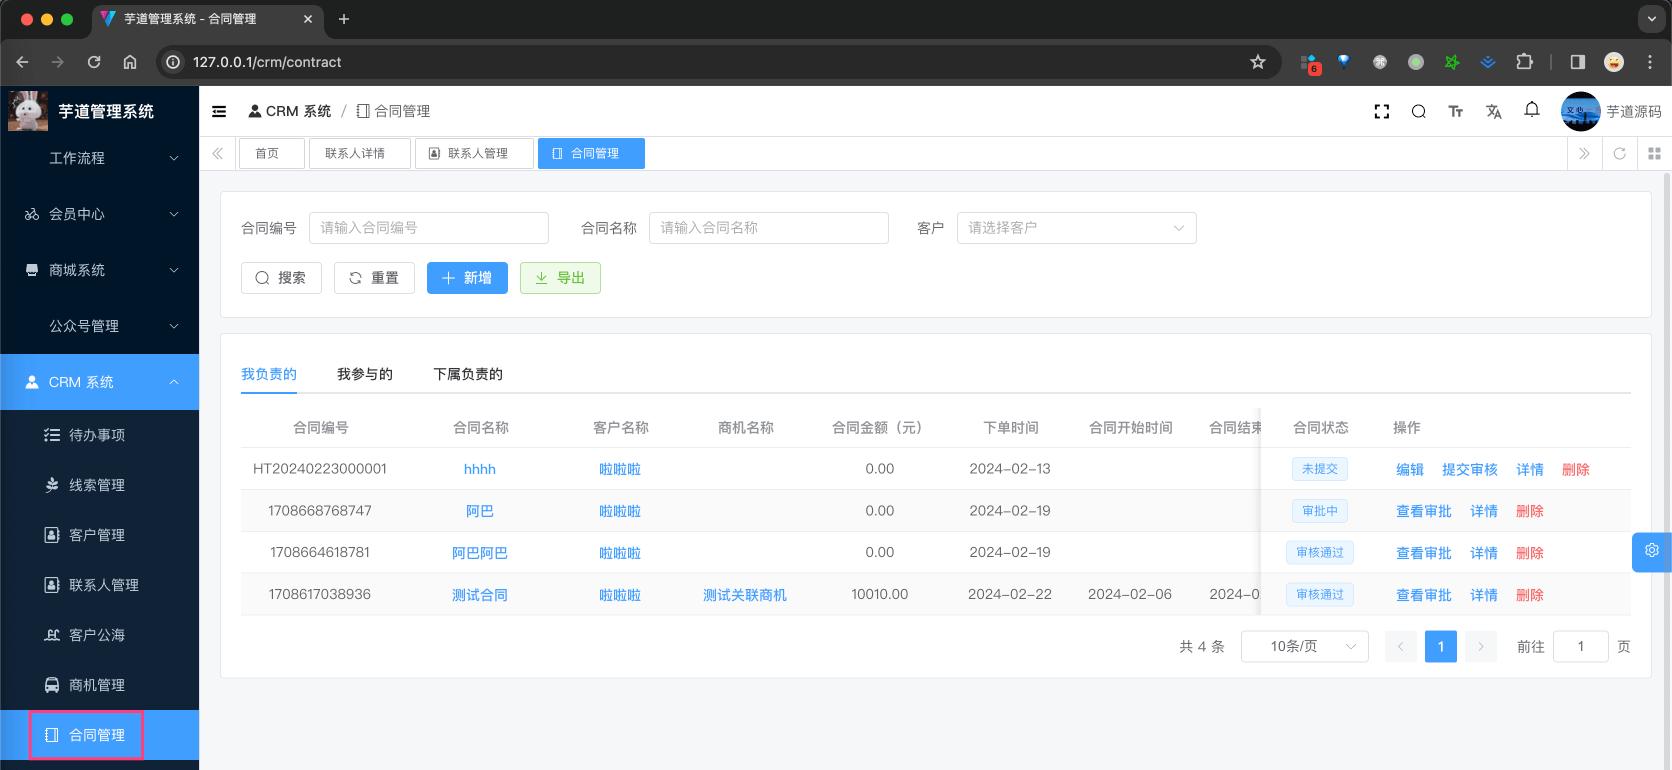 芋道管理系统 - 合同管理
127.0.0.1/crm/contract
6
芋道管理系统
CRM 系统 / 合同管理
芋道源码
首页
联系人详情
联系人管理
合同管理
工作流程
会员中心
商城系统
公众号管理
CRM 系统
待办事项
线索管理
客户管理
联系人管理
客户公海
商机管理
合同管理
合同编号 请输入合同编号 合同名称 请输入合同名称 客户 请选择客户
搜索 重置 新增 导出
我负责的 我参与的 下属负责的
合同编号 合同名称 客户名称 商机名称 合同金额（元） 下单时间 合同开始时间 合同结束 合同状态 操作
HT20240223000001 hhhh 啦啦啦 0.00 2024-02-13 未提交 编辑 提交审核 详情 删除
1708668768747 阿巴 啦啦啦 0.00 2024-02-19 审批中 查看审批 详情 删除
1708664618781 阿巴阿巴 啦啦啦 0.00 2024-02-19 审核通过 查看审批 详情 删除
1708617038936 测试合同 啦啦啦 测试关联商机 10010.00 2024-02-22 2024-02-06 2024-0 审核通过 查看审批 详情 删除
共 4 条 10条/页 1 前往 1 页